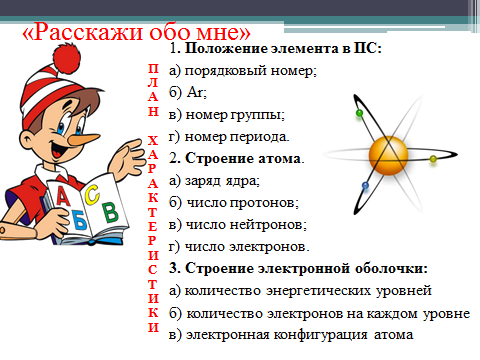 «Расскажи обо мне»
ПЛАН ХАРАКТЕРИСТИКИ
1. Положение элемента в ПС:
а) порядковый номер;
б) Ar;
в) номер группы;
г) номер периода.
2. Строение атома.
а) заряд ядра;
б) число протонов;
в) число нейтронов;
г) число электронов.
3. Строение электронной оболочки:
а) количество энергетических уровней
б) количество электронов на каждом уровне
в) электронная конфигурация атома
А
Б
С
В